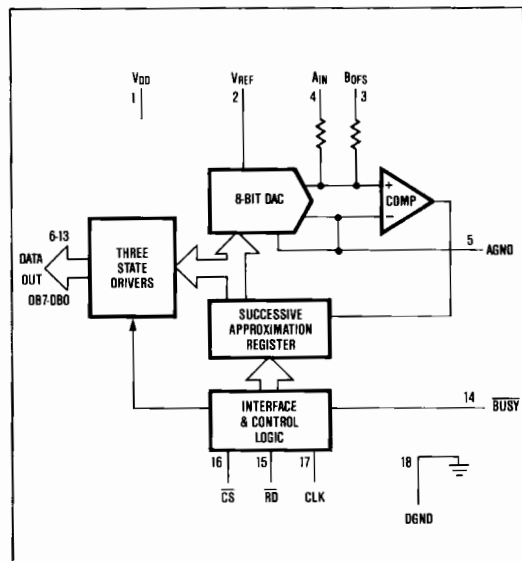 VDD VREF AIN BOFS
1 2 4 3
8-BIT DAC
+
−
COMP
5 AGND
6-13
DATA
OUT
DB7-DB0
THREE
STATE
DRIVERS
SUCCESSIVE
APPROXIMATION
REGISTER
INTERFACE
& CONTROL
LOGIC
14 BUSY
16 15 17
CS RD CLK
18
DGND